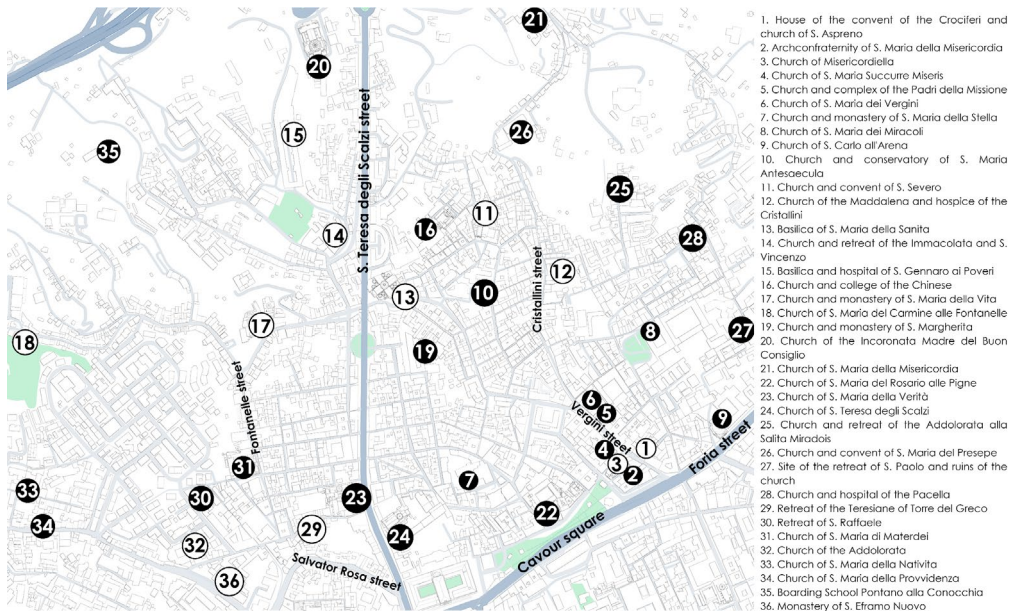 21
20
15
26
35
25
11
16
14
28
S. Teresa degli Scalzi street
12
Cristallini street
10
13
17
8
27
18
19
Fontanelle street
6
5
Vergini street
9
4
1
3
2
Foria street
31
7
33
30
23
22
34
24
29
32
Cavour square
Salvator Rosa street
36
1. House of the convent of the Crociferi and
church of S. Aspreno
2. Archconfraternity of S. Maria della Misericordia
3. Church of Misericordiella
4. Church of S. Maria Succurre Miseris
5. Church and complex of the Padri della Missione
6. Church of S. Maria dei Vergini
7. Church and monastery of S. Maria della Stella
8. Church of S. Maria dei Miracoli
9. Church of S. Carlo all'Arena
10. Church and conservatory of S. Maria
Antesaecula
11. Church and convent of S. Severo
12. Church of the Maddalena and hospice of the
Cristallini
13. Basilica of S. Maria della Sanita
14. Church and retreat of the Immacolata and S.
Vincenzo
15. Basilica and hospital of S. Gennaro ai Poveri
16. Church and college of the Chinese
17. Church and monastery of S. Maria della Vita
18. Church of S. Maria del Carmine alle Fontanelle
19. Church and monastery of S. Margherita
20. Church of the Incoronata Madre del Buon
Consiglio
21. Church of S. Maria della Misericordia
22. Church of S. Maria del Rosario alle Pigne
23. Church of S. Maria della Verità
24. Church of S. Teresa degli Scalzi
25. Church and retreat of the Addolorata alla
Salita Miradois
26. Church and convent of S. Maria del Presepe
27. Site of the retreat of S. Paolo and ruins of the
church
28. Church and hospital of the Pacella
29. Retreat of the Teresiane of Torre del Greco
30. Retreat of S. Raffaele
31. Church of S. Maria di Materdei
32. Church of the Addolorata
33. Church of S. Maria della Nativita
34. Church of S. Maria della Provvidenza
35. Boarding School Pontano alla Conocchia
36. Monastery of S. Efrano Nuovo